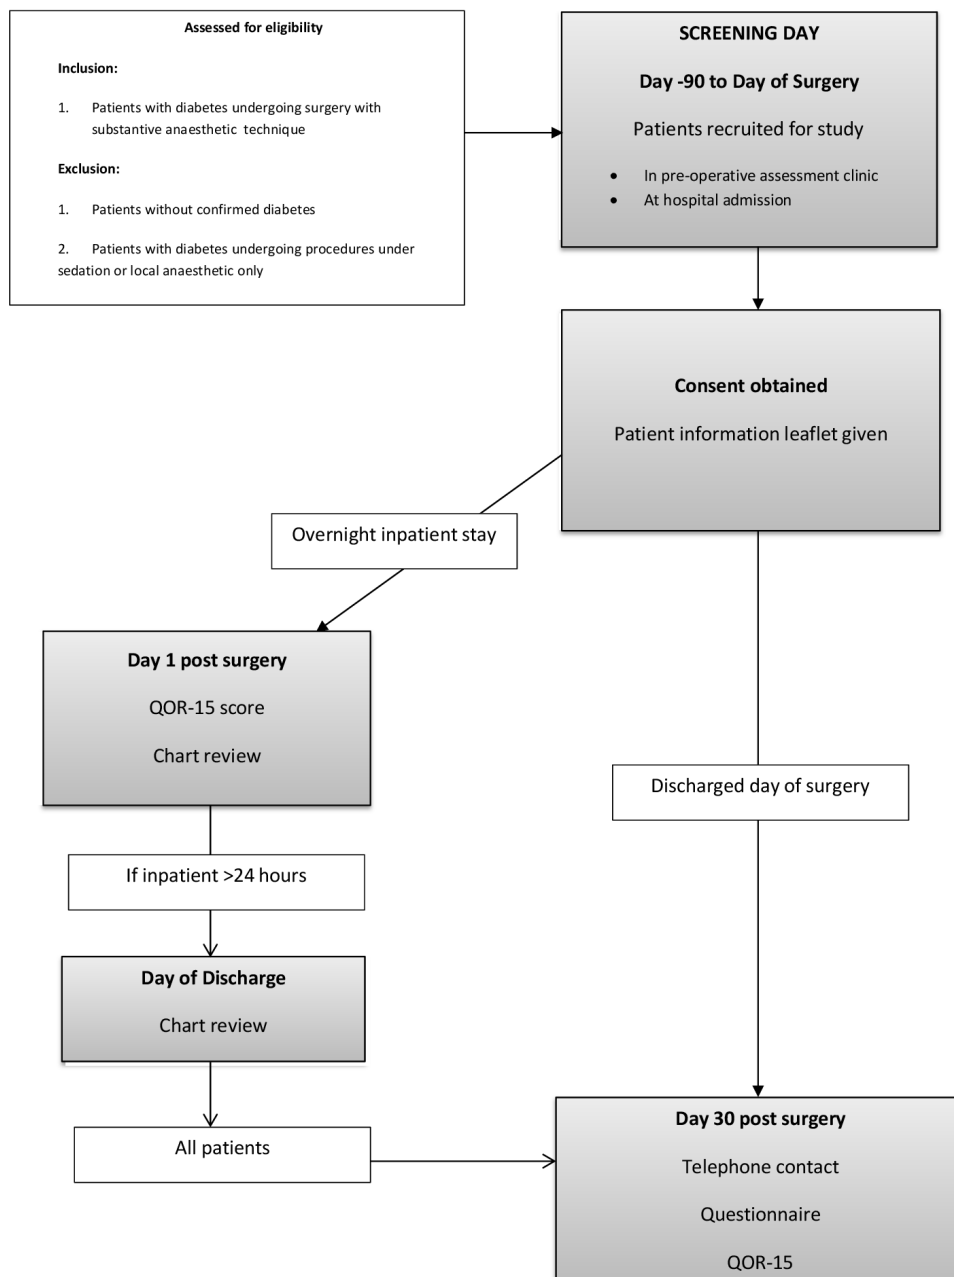 Assessed for eligibility
Inclusion:
1. Patients with diabetes undergoing surgery with
substantive anaesthetic technique
Exclusion:
1. Patients without confirmed diabetes
2. Patients with diabetes undergoing procedures under
sedation or local anaesthetic only
SCREENING DAY
Day -90 to Day of Surgery
Patients recruited for study
• In pre-operative assessment clinic
• At hospital admission
Consent obtained
Patient information leaflet given
Overnight inpatient stay
Day 1 post surgery
QOR-15 score
Chart review
Discharged day of surgery
If inpatient >24 hours
Day of Discharge
Chart review
All patients
Day 30 post surgery
Telephone contact
Questionnaire
QOR-15